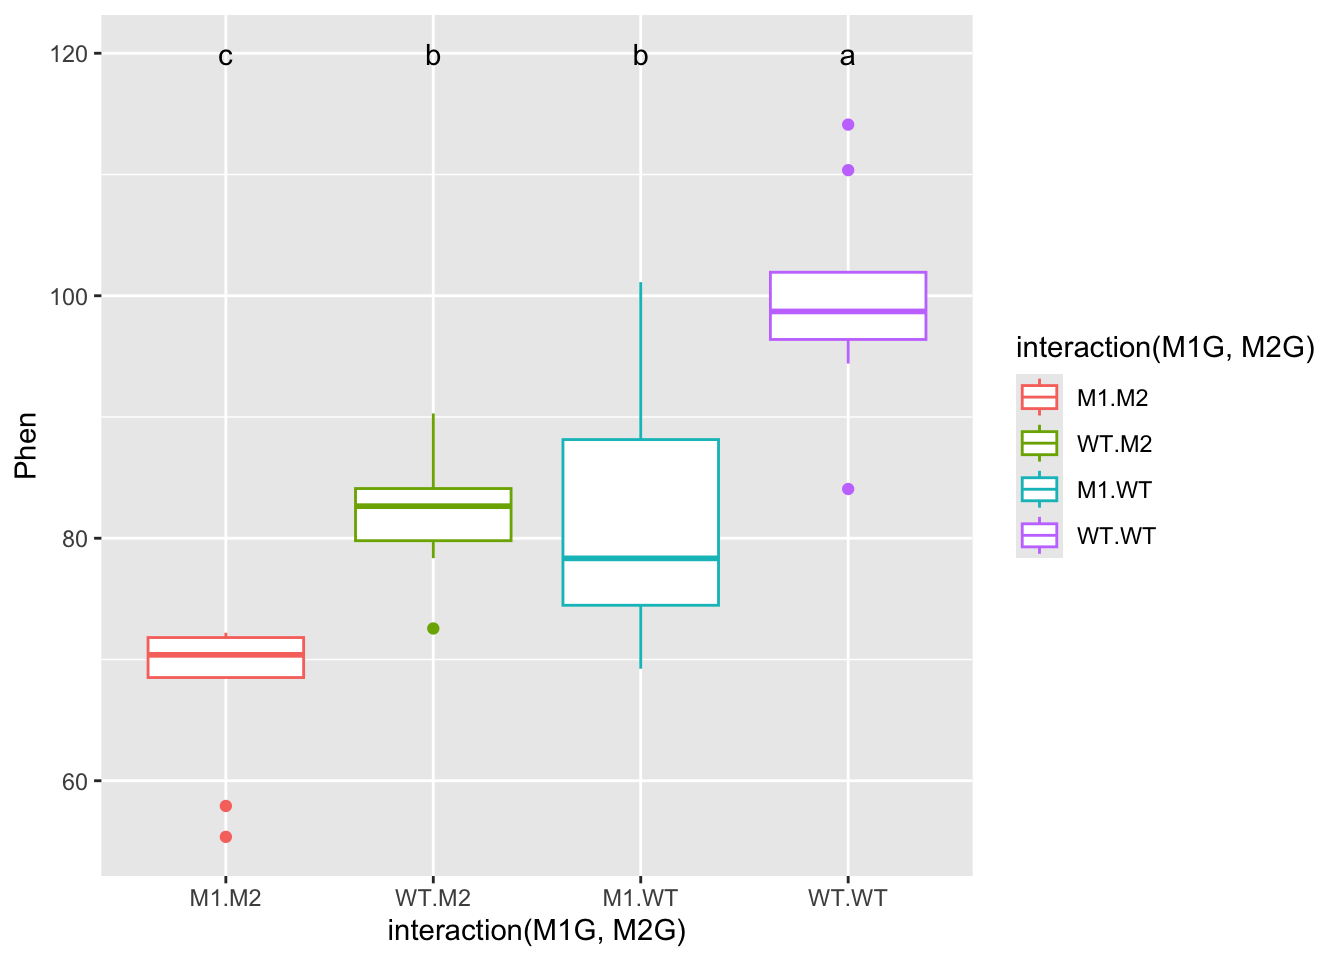 c b b a
120
100
80
60
Phen
M1.M2 WT.M2 M1.WT WT.WT
interaction(M1G, M2G)
interaction(M1G, M2G)
M1.M2
WT.M2
M1.WT
WT.WT